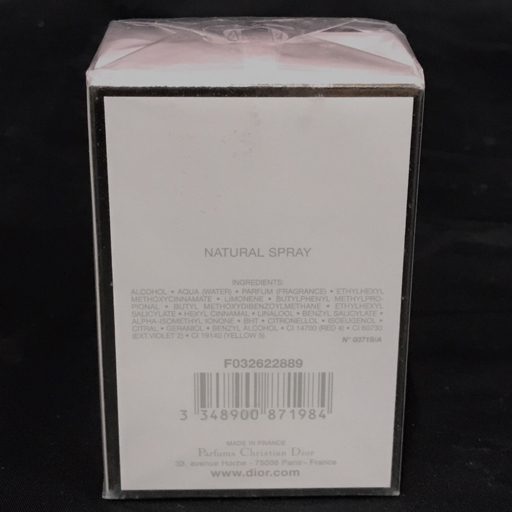 NATURAL SPRAY
INGREDIENTS:
ALCOHOL • AQUA (WATER) • PARFUM (FRAGRANCE) • ETHYLHEXYL
METHOXYCINNAMATE • LIMONENE • BUTYLPHENYL METHYLPRO-
PIONAL • BUTYL METHOXYDIBENZOYLMETHANE • ETHYLHEXYL
SALICYLATE • HEXYL CINNAMAL • LINALOOL • BENZYL SALICYLATE •
ALPHA-ISOMETHYL IONONE • BHT • CITRONELLOL • ISOEUGENOL •
CITRAL • GERANIOL • BENZYL ALCOHOL • CI 14700 (RED 4) • CI 60730
(EXT.VIOLET 2) • CI 19140 (YELLOW 5).
N° 03719/A
F032622889
3 348900 871984
MADE IN FRANCE
Parfums Christian Dior
33, avenue Hoche - 75008 Paris - France
www.dior.com